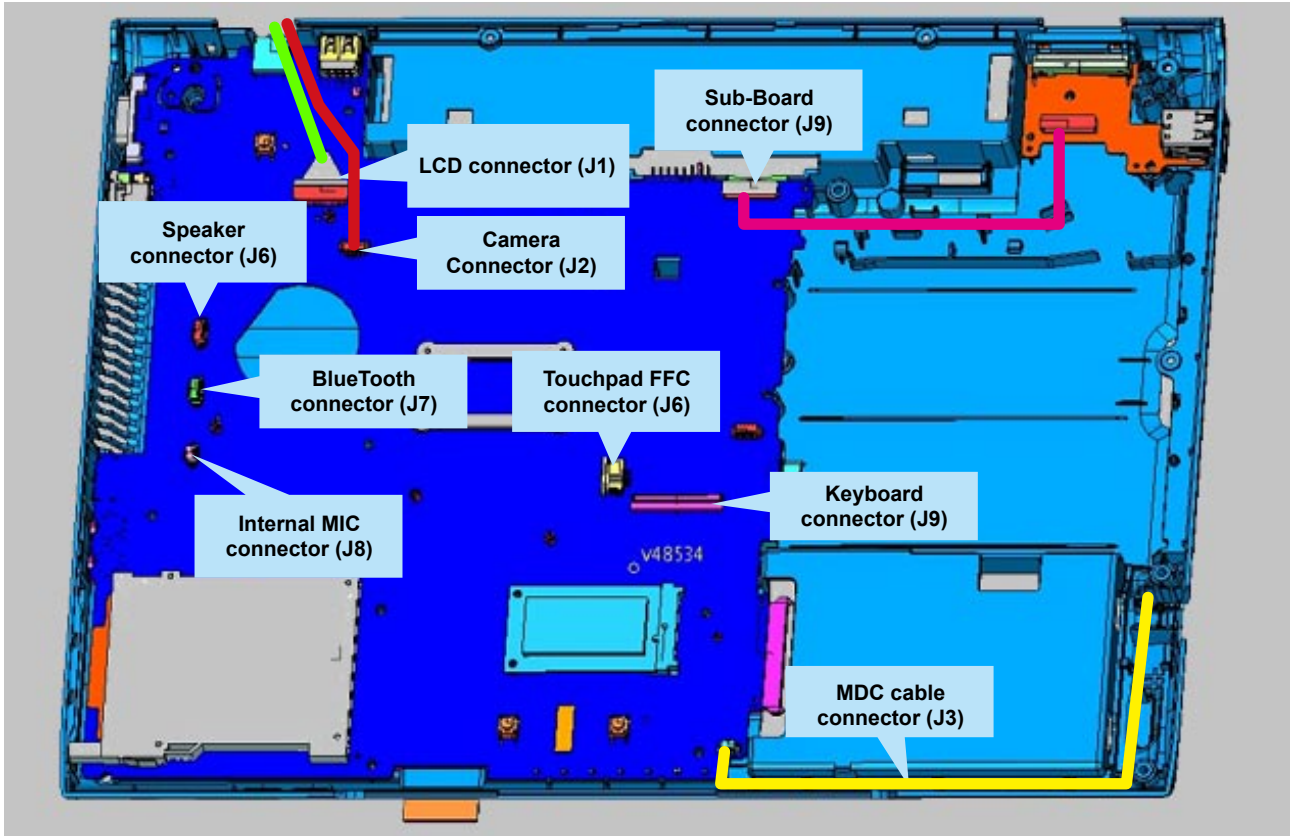 Sub-Board
connector (J9)
LCD connector (J1)
Speaker
connector (J6)
Camera
Connector (J2)
BlueTooth
connector (J7)
Touchpad FFC
connector (J6)
Keyboard
connector (J9)
Internal MIC
connector (J8)
v48534
MDC cable
connector (J3)